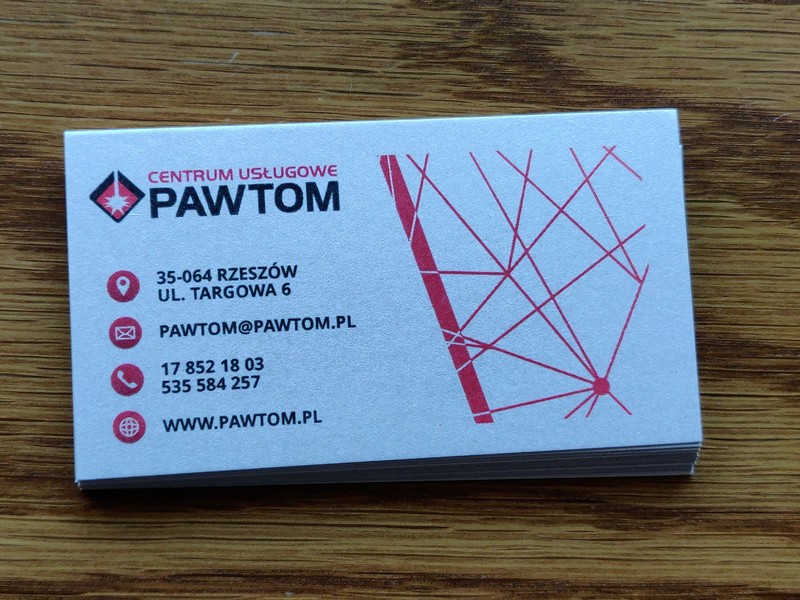 CENTRUM USŁUGOWE
PAWTOM
35-064 RZESZÓW
UL. TARGOWA 6
PAWTOM@PAWTOM.PL
17 852 18 03
535 584 257
WWW.PAWTOM.PL